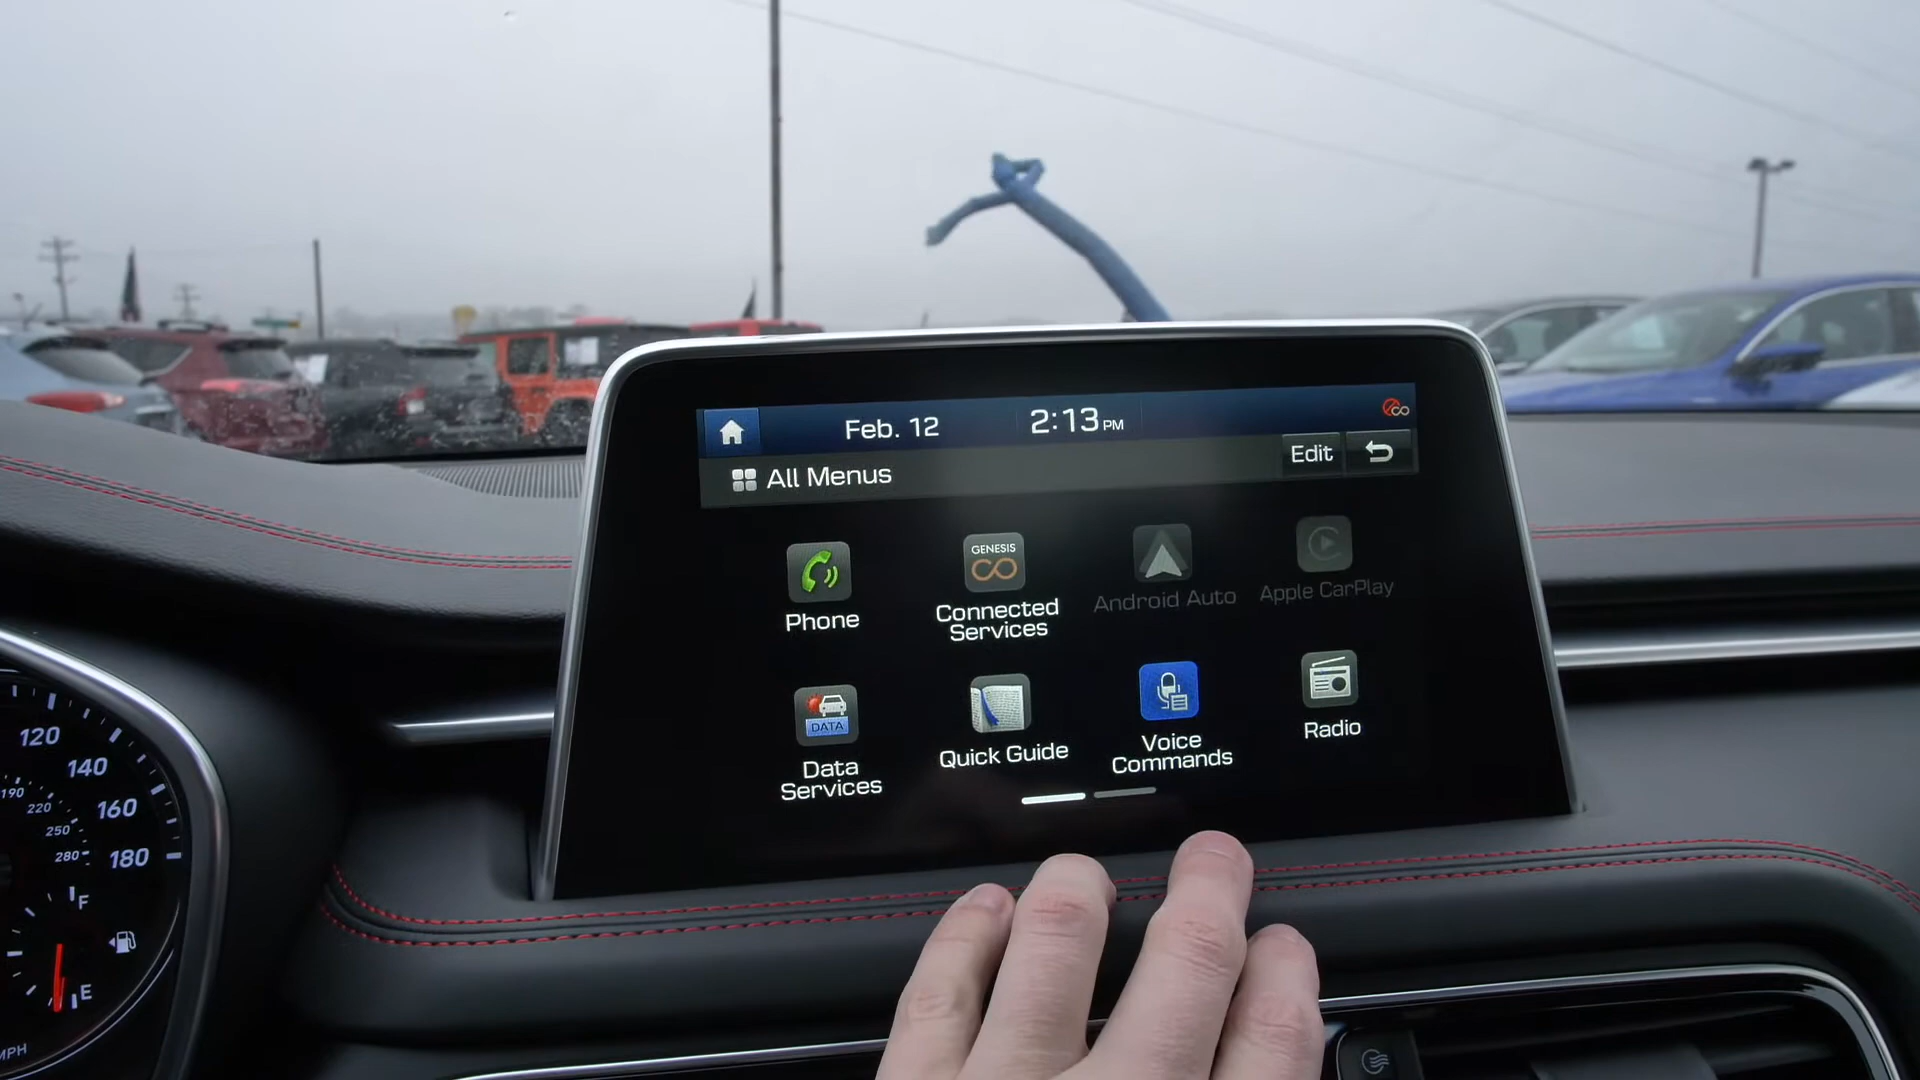 Feb. 12
2:13 PM
All Menus
Edit
Phone
GENESIS
Connected
Services
Android Auto
Apple CarPlay
DATA
Data
Services
Quick Guide
Voice
Commands
Radio
120
140
160
180
190
220
250
280
F
E
MPH